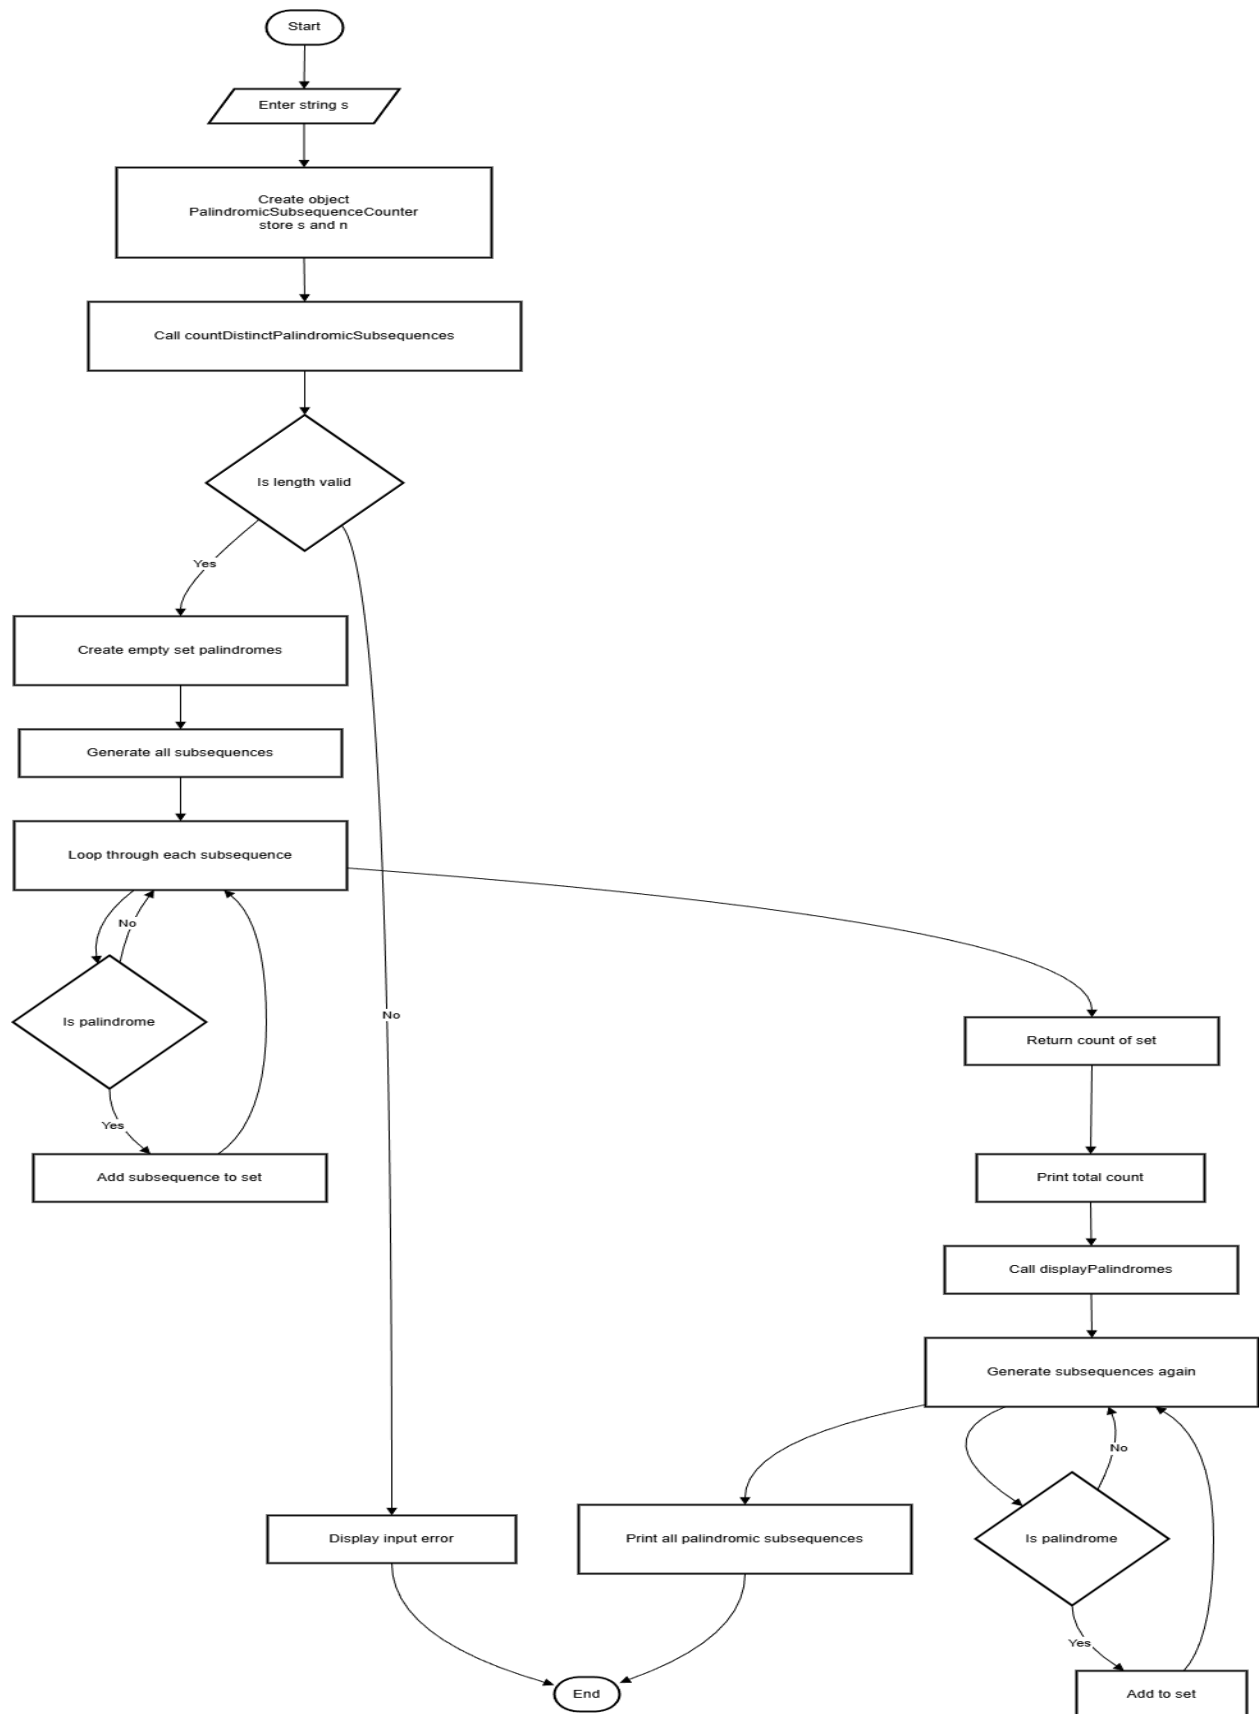 Start
Enter string s
Create object
PalindromicSubsequenceCounter
store s and n
Call countDistinctPalindromicSubsequences
Is length valid
Yes
Create empty set palindromes
Generate all subsequences
Loop through each subsequence
No
Is palindrome
Yes
Add subsequence to set
No
Return count of set
Print total count
Call displayPalindromes
Generate subsequences again
No
Is palindrome
Yes
Add to set
Print all palindromic subsequences
Display input error
End